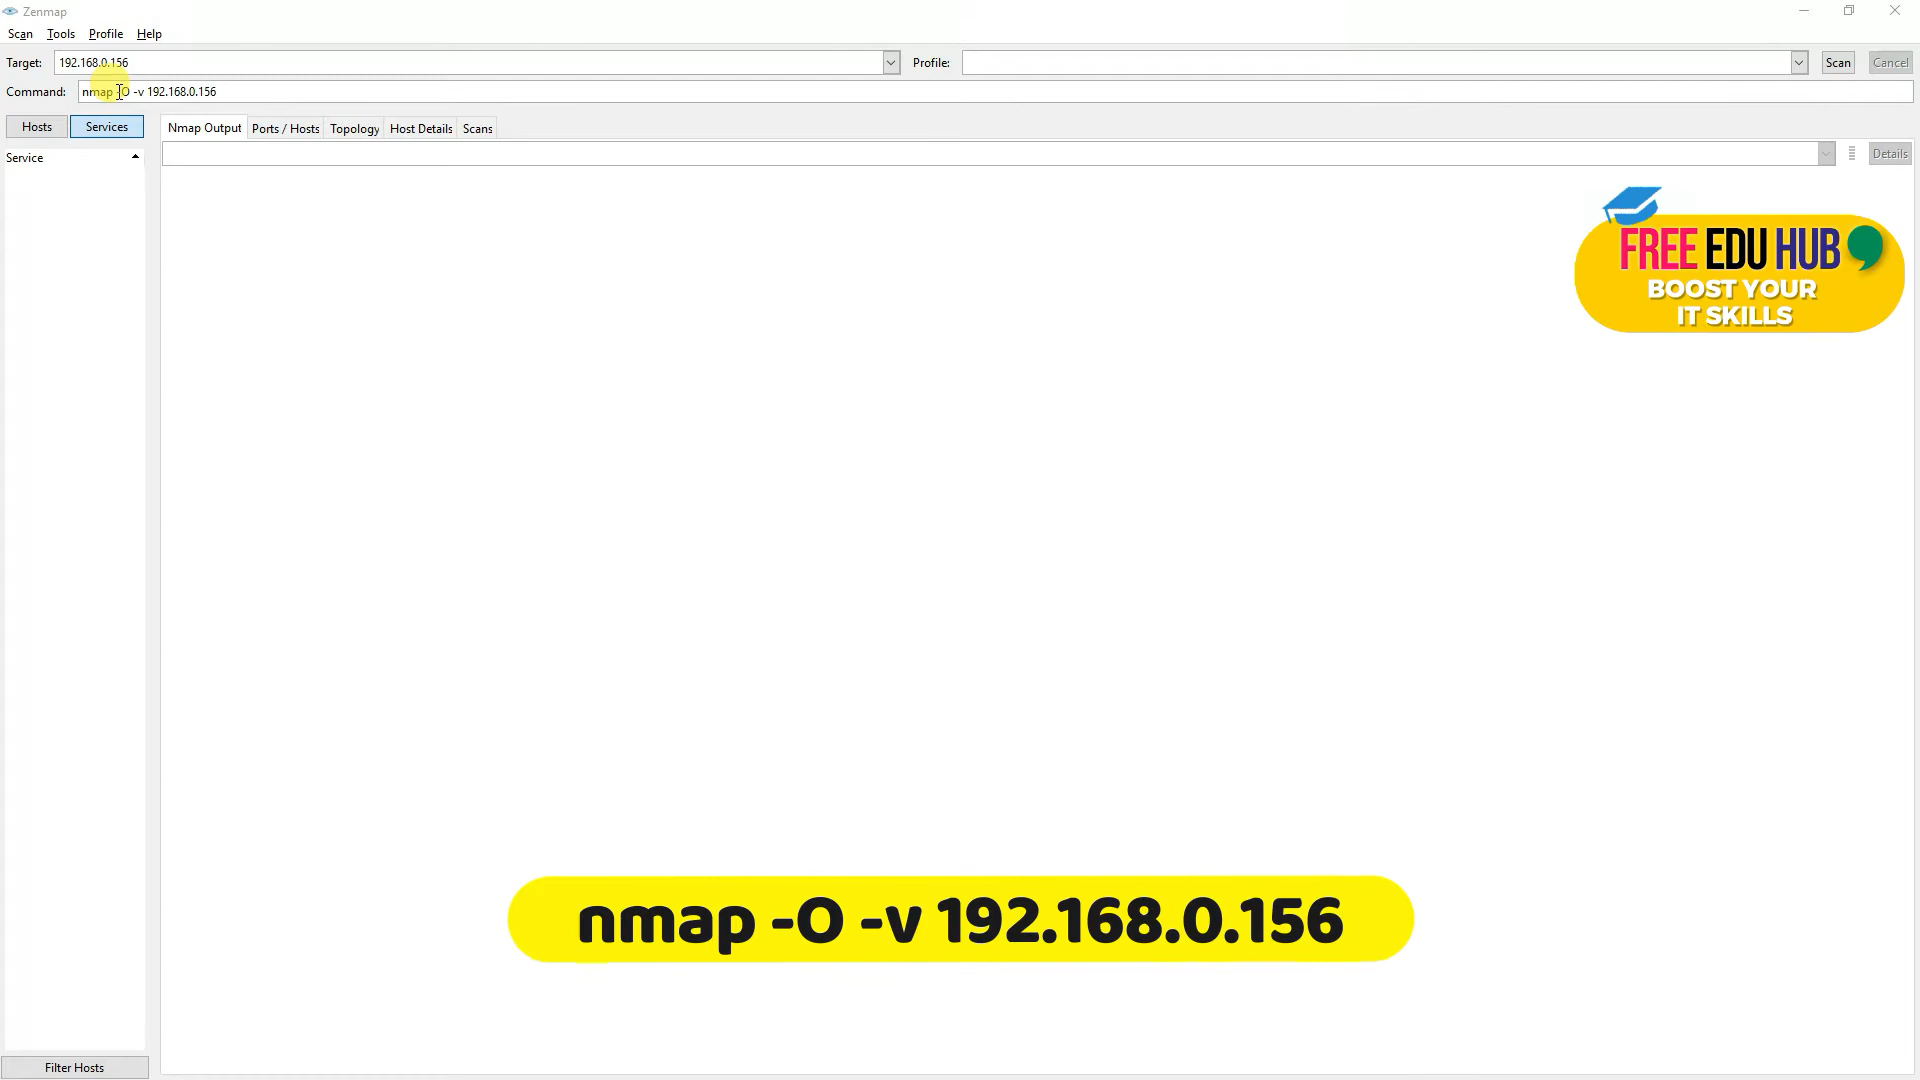 Zenmap
Scan Tools Profile Help
Target: 192.168.0.156 Profile: Scan Cancel
Command: nmap -O -v 192.168.0.156
Hosts Services Nmap Output Ports / Hosts Topology Host Details Scans
Service Details
FREE EDU HUB
BOOST YOUR
IT SKILLS
nmap -O -v 192.168.0.156
Filter Hosts